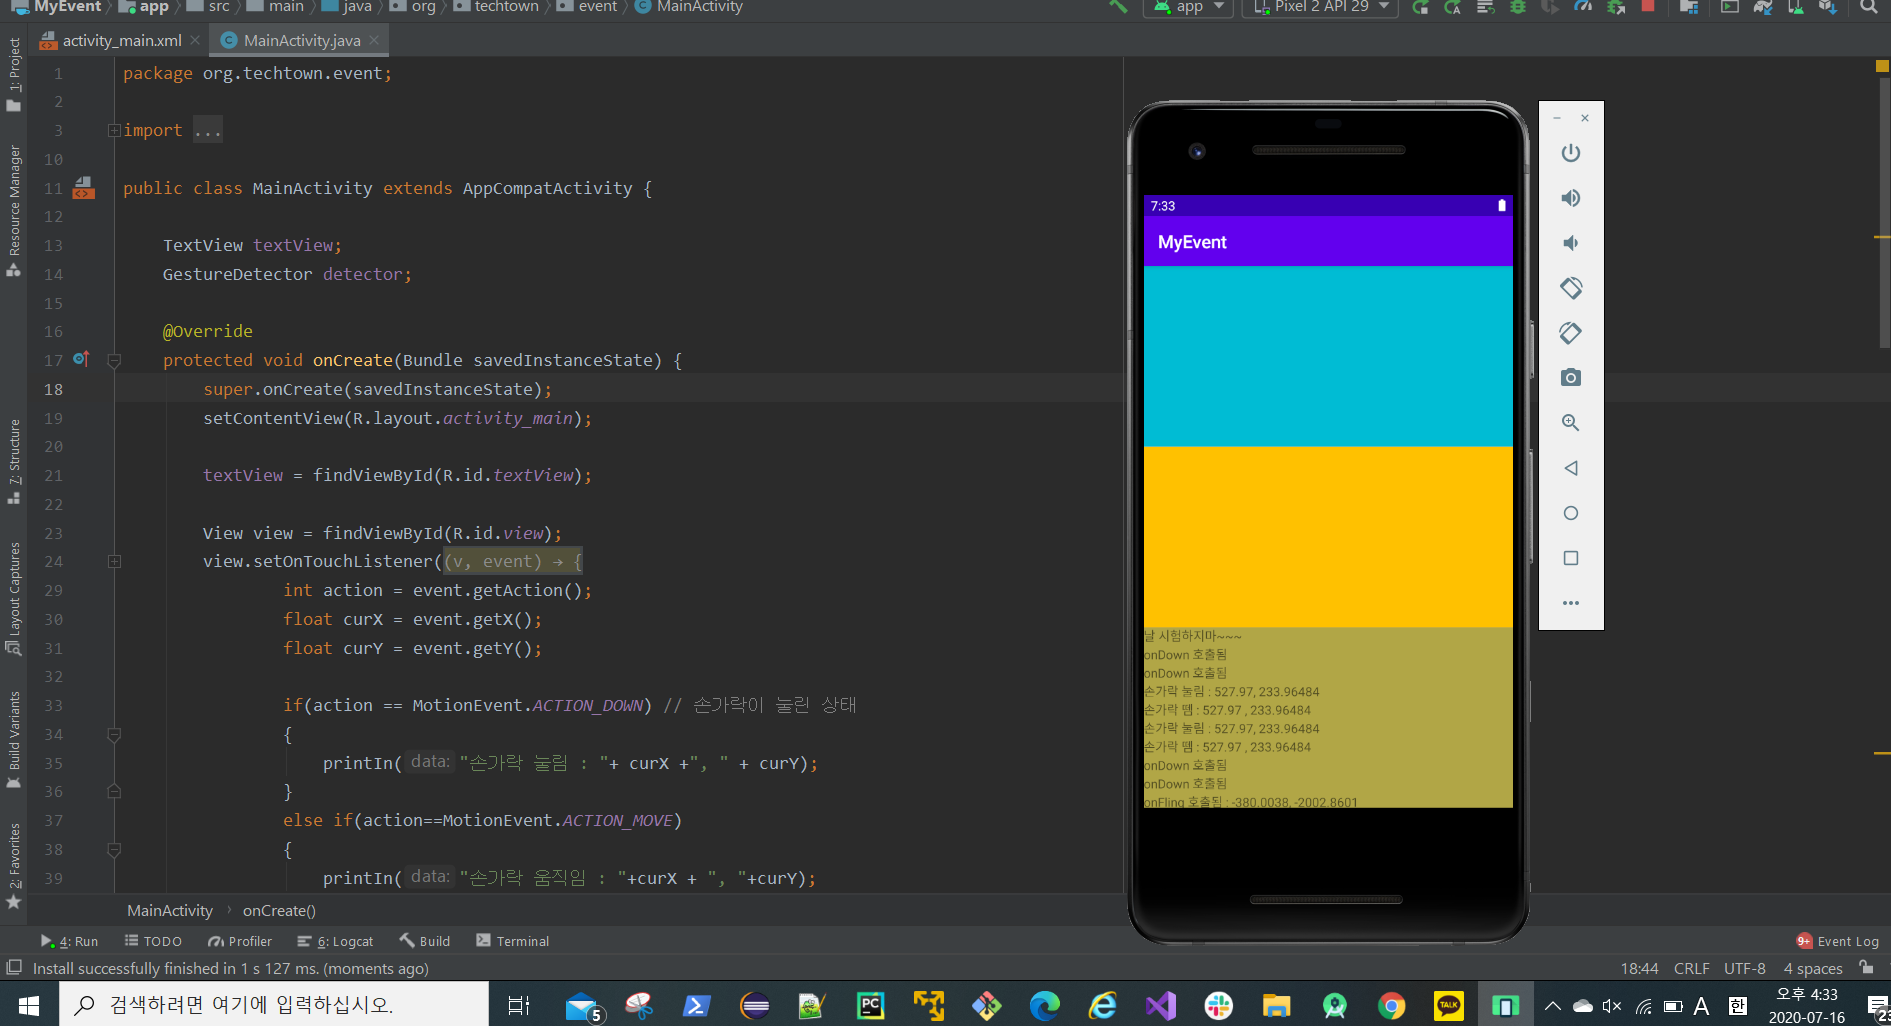 MyEvent app src main java org techtown event MainActivity app Pixel 2 API 29
activity_main.xml MainActivity.java
1: Project
Resource Manager
7: Structure
Layout Captures
Build Variants
2: Favorites
1 package org.techtown.event;
2
3 import ...
10
11 public class MainActivity extends AppCompatActivity {
12
13 TextView textView;
14 GestureDetector detector;
15
16 @Override
17 protected void onCreate(Bundle savedInstanceState) {
18 super.onCreate(savedInstanceState);
19 setContentView(R.layout.activity_main);
20
21 textView = findViewById(R.id.textView);
22
23 View view = findViewById(R.id.view);
24 view.setOnTouchListener((v, event) → {
29 int action = event.getAction();
30 float curX = event.getX();
31 float curY = event.getY();
32
33 if(action == MotionEvent.ACTION_DOWN) // 손가락이 눌린 상태
34 {
35 printIn( data: "손가락 눌림 : "+ curX +", " + curY);
36 }
37 else if(action==MotionEvent.ACTION_MOVE)
38 {
39 printIn( data: "손가락 움직임 : "+curX + ", "+curY);
7:33
MyEvent
날 시험하지마~~~
onDown 호출됨
onDown 호출됨
손가락 눌림 : 527.97, 233.96484
손가락 뗌 : 527.97 , 233.96484
손가락 눌림 : 527.97, 233.96484
손가락 뗌 : 527.97 , 233.96484
onDown 호출됨
onDown 호출됨
onFling 호출됨 : -380.0038, -2002.8601
MainActivity onCreate()
4: Run TODO Profiler 6: Logcat Build Terminal 9+ Event Log
Install successfully finished in 1 s 127 ms. (moments ago) 18:44 CRLF UTF-8 4 spaces
검색하려면 여기에 입력하십시오. 5 PC TALK A 한 오후 4:33
2020-07-16 23